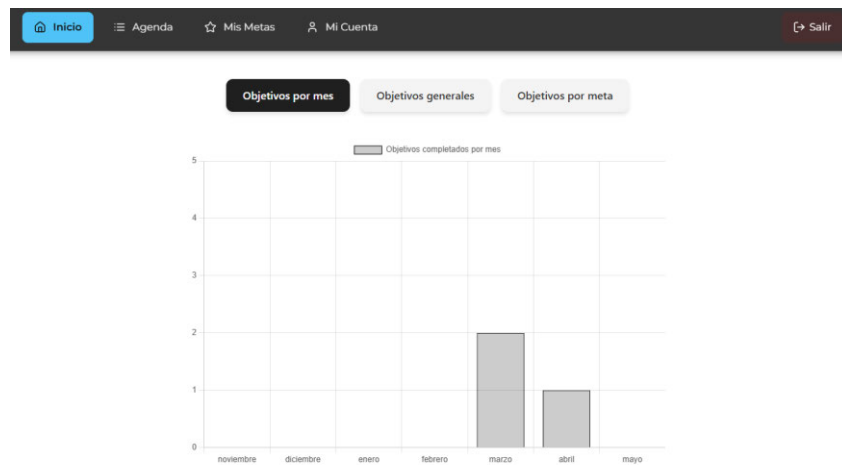 Inicio Agenda Mis Metas Mi Cuenta Salir
Objetivos por mes Objetivos generales Objetivos por meta
Objetivos completados por mes
5
4
3
2
1
0
noviembre diciembre enero febrero marzo abril mayo